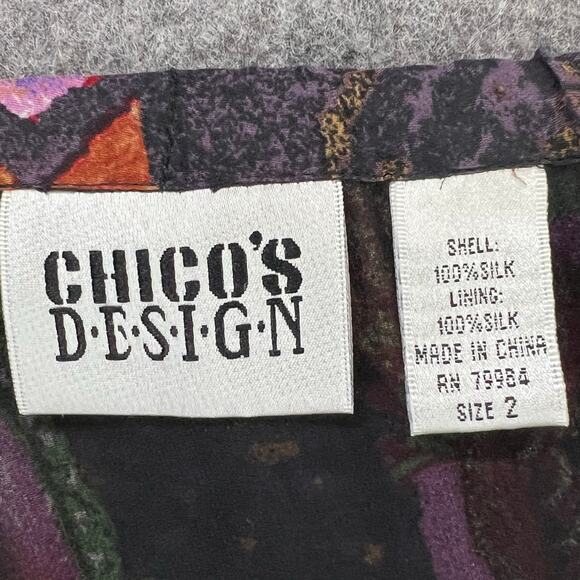 CHICO'S
D·E·S·I·G·N
SHELL:
100%SILK
LINING:
100%SILK
MADE IN CHINA
RN 79984
SIZE 2